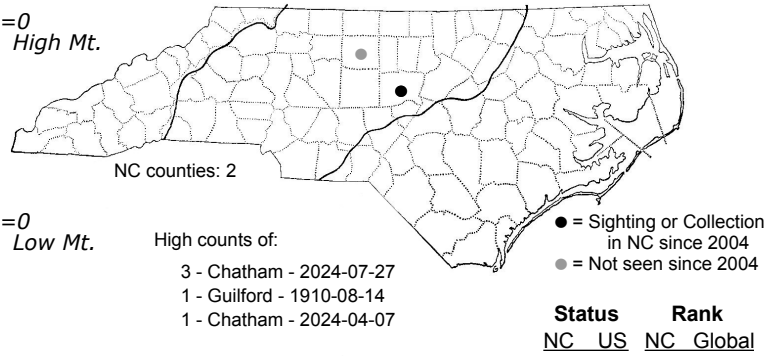 =0
High Mt.
NC counties: 2
=0
Low Mt.
High counts of:
3 - Chatham - 2024-07-27
1 - Guilford - 1910-08-14
1 - Chatham - 2024-04-07
● = Sighting or Collection
in NC since 2004
● = Not seen since 2004
Status Rank
NC US NC Global